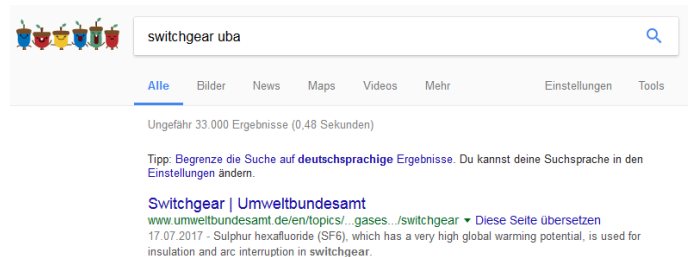 switchgear uba
Alle Bilder News Maps Videos Mehr Einstellungen Tools
Ungefähr 33.000 Ergebnisse (0,48 Sekunden)
Tipp: Begrenze die Suche auf deutschsprachige Ergebnisse. Du kannst deine Suchsprache in den
Einstellungen ändern.
Switchgear | Umweltbundesamt
www.umweltbundesamt.de/en/topics/...gases.../switchgear ▾ Diese Seite übersetzen
17.07.2017 - Sulphur hexafluoride (SF6), which has a very high global warming potential, is used for
insulation and arc interruption in switchgear.